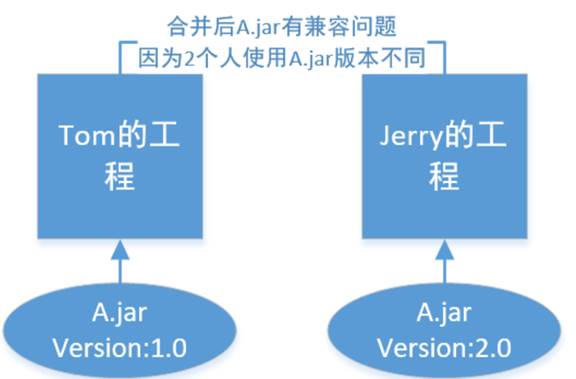 合并后A.jar有兼容问题
因为2个人使用A.jar版本不同
Tom的工
程
Jerry的工
程
A.jar
Version:1.0
A.jar
Version:2.0